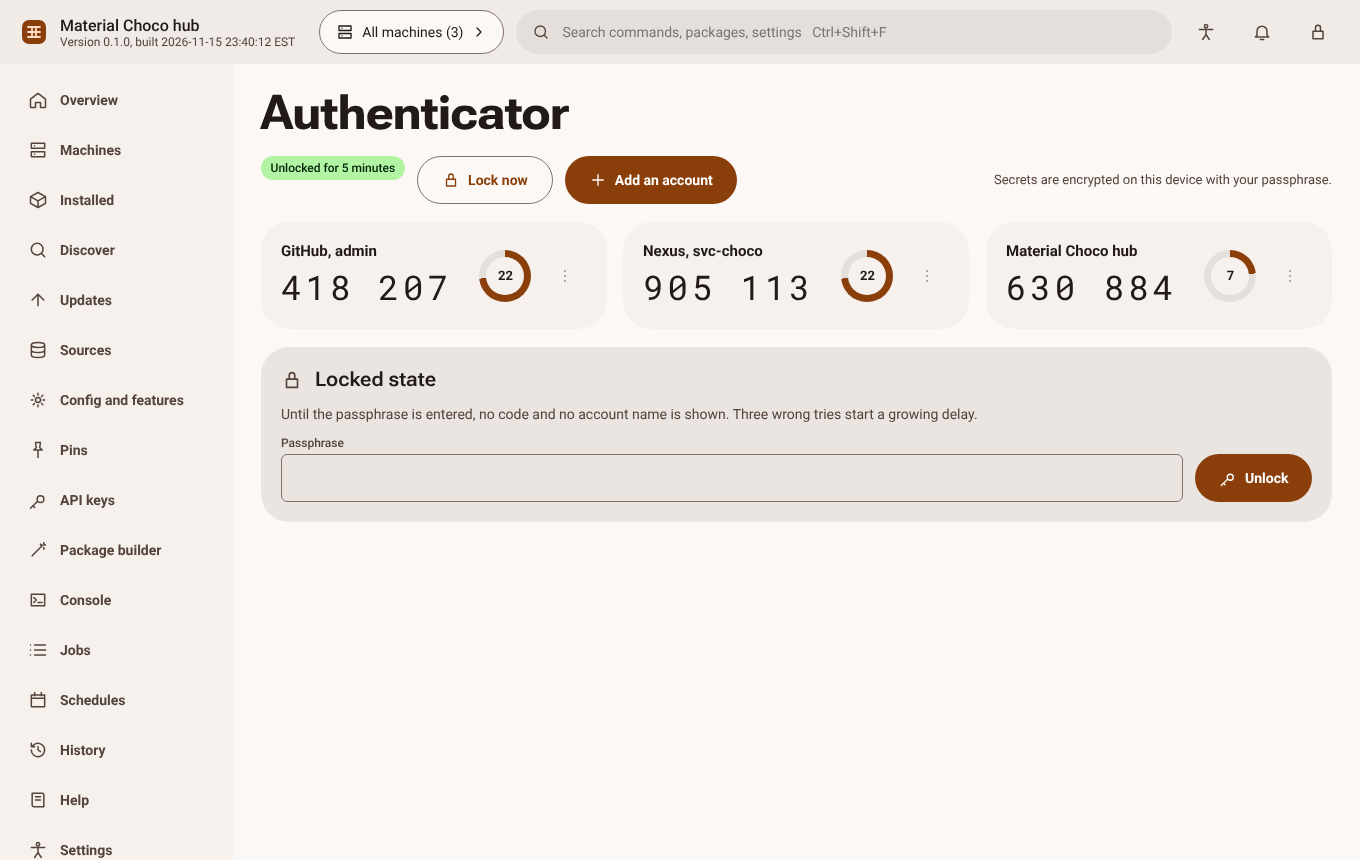 Material Choco hub
Version 0.1.0, built 2026-11-15 23:40:12 EST
All machines (3)
Search commands, packages, settings Ctrl+Shift+F
Overview
Machines
Installed
Discover
Updates
Sources
Config and features
Pins
API keys
Package builder
Console
Jobs
Schedules
History
Help
Settings
Authenticator
Unlocked for 5 minutes
Lock now
Add an account
Secrets are encrypted on this device with your passphrase.
GitHub, admin
418 207
22
Nexus, svc-choco
905 113
22
Material Choco hub
630 884
7
Locked state
Until the passphrase is entered, no code and no account name is shown. Three wrong tries start a growing delay.
Passphrase
Unlock